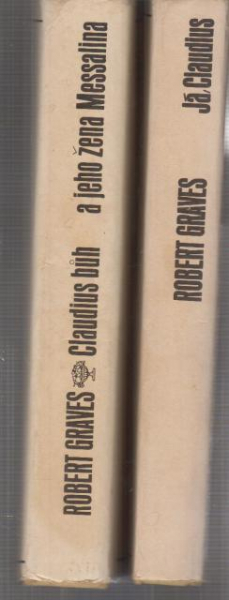 ROBERT GRAVES Claudius bůh a jeho žena Messalina
ROBERT GRAVES Já, Claudius